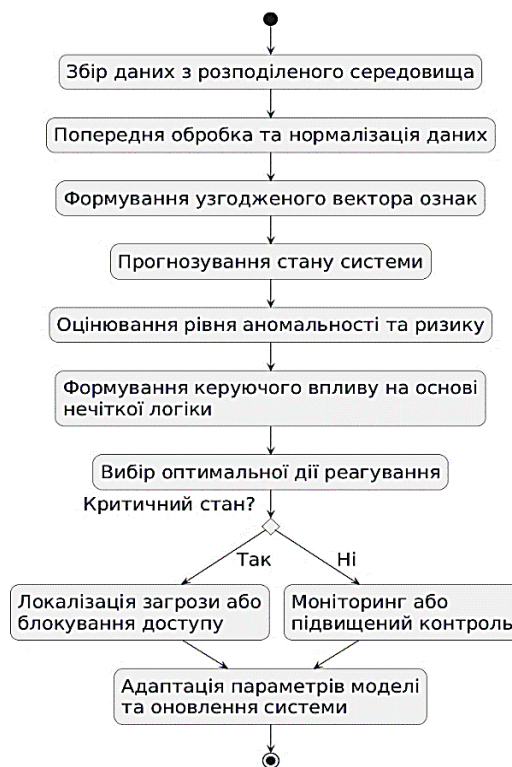 Збір даних з розподіленого середовища
Попередня обробка та нормалізація даних
Формування узгодженого вектора ознак
Прогнозування стану системи
Оцінювання рівня аномальності та ризику
Формування керуючого впливу на основі
нечіткої логіки
Вибір оптимальної дії реагування
Критичний стан?
Так
Ні
Локалізація загрози або
блокування доступу
Моніторинг або
підвищений контроль
Адаптація параметрів моделі
та оновлення системи